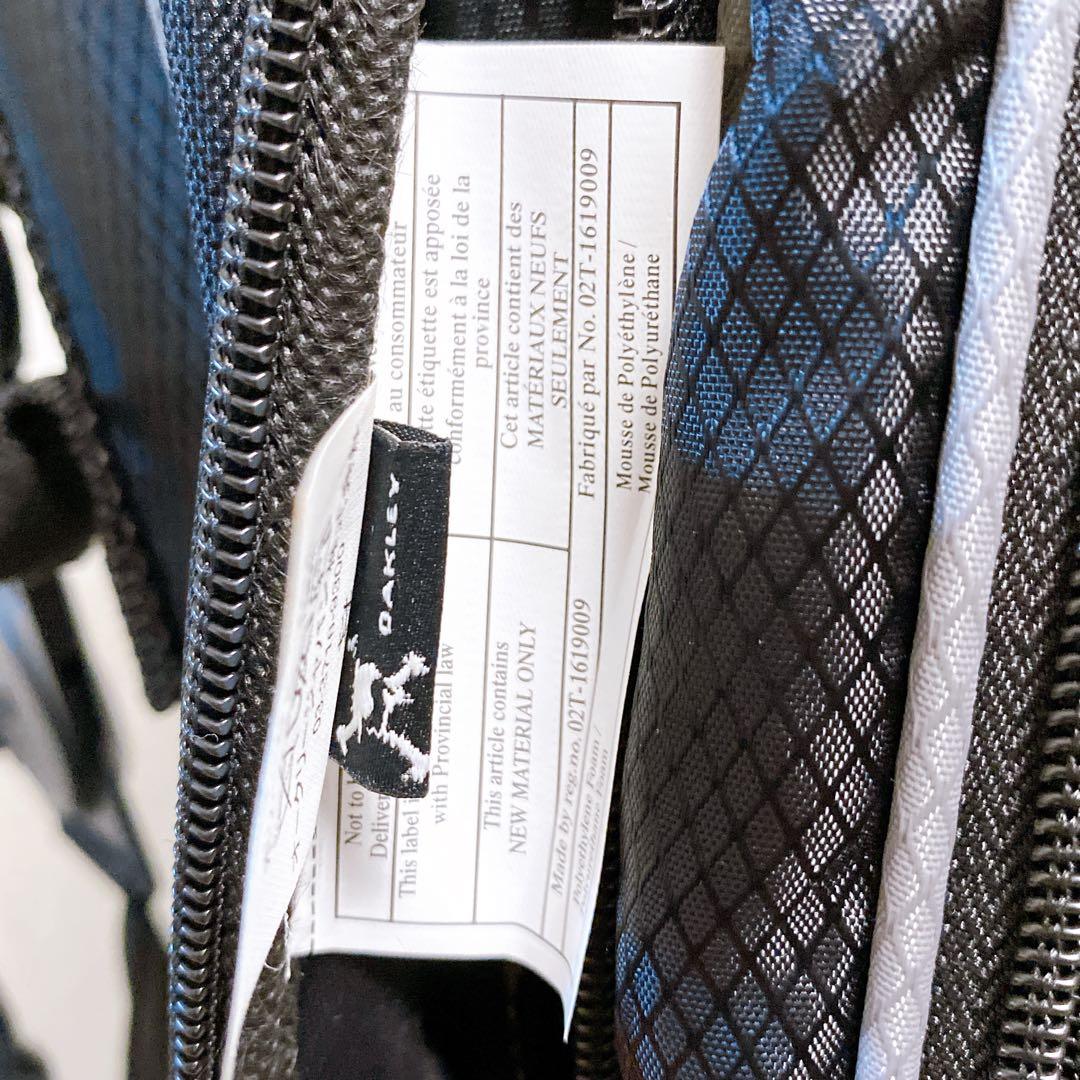 au consommateur
étiquette est apposée
conformément à la loi de la
province
Cet article contient des
MATÉRIAUX NEUFS
SEULEMENT
Fabriqué par No. 02T-1619009
Mousse de Polyéthylène /
Mousse de Polyuréthane
OAKLEY
Not to
This label
with Provincial law
This article contains
NEW MATERIAL ONLY
Made by reg.no. 02T-1619009
Polyethylene Foam /